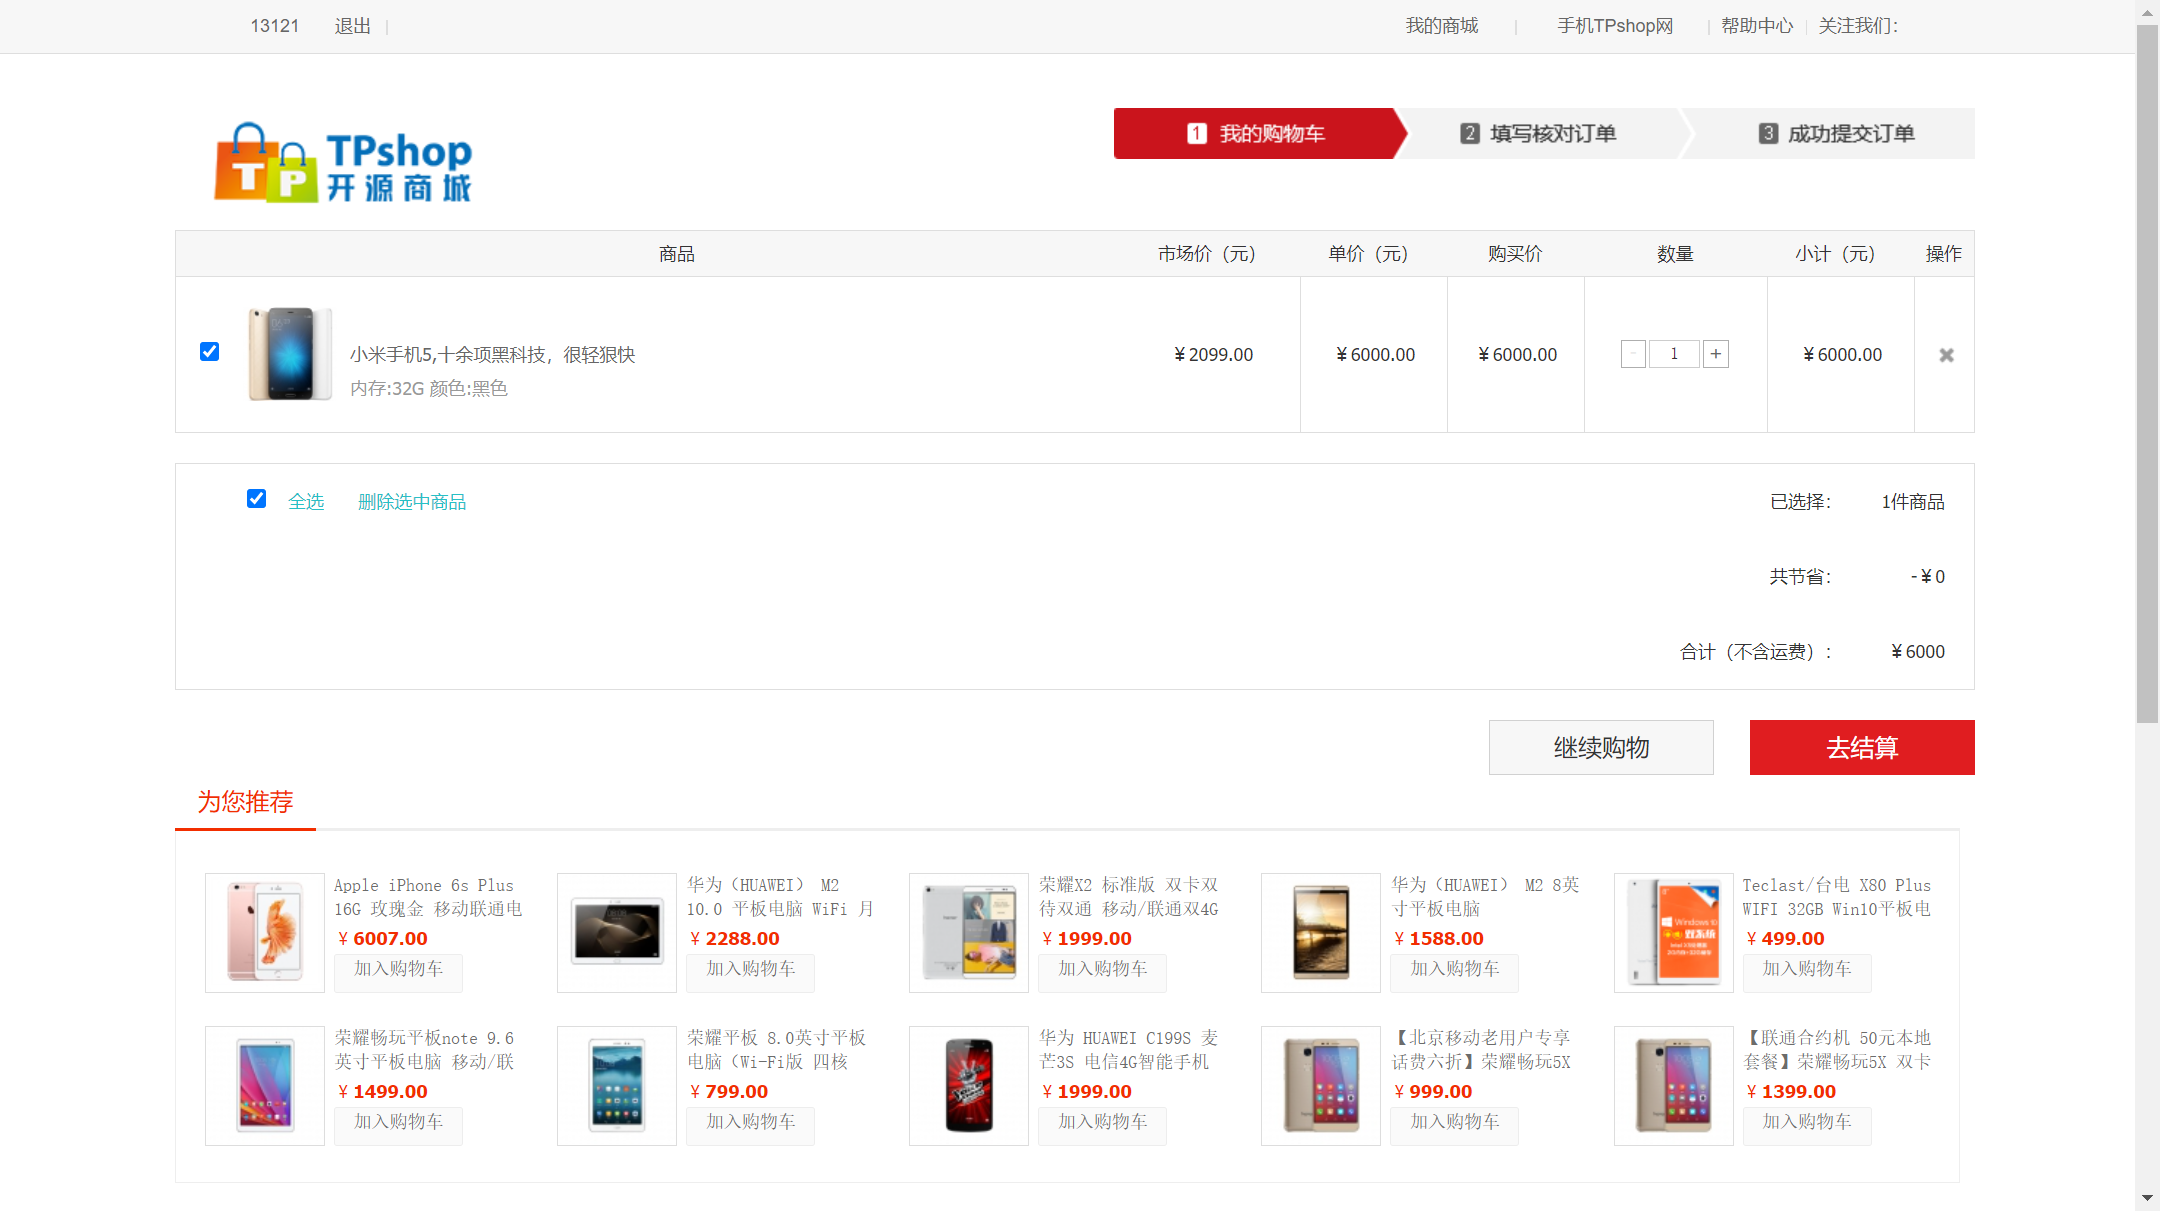 13121 退出
我的商城 手机TPshop网 帮助中心 关注我们：
TPshop
开源商城
TP
1 我的购物车 2 填写核对订单 3 成功提交订单
商品 市场价（元） 单价（元） 购买价 数量 小计（元） 操作
小米手机5,十余项黑科技，很轻狠快
内存:32G 颜色:黑色
¥2099.00 ¥6000.00 ¥6000.00 - 1 + ¥6000.00
全选 删除选中商品
已选择： 1件商品
共节省： -¥0
合计（不含运费）： ¥6000
继续购物 去结算
为您推荐
Apple iPhone 6s Plus
16G 玫瑰金 移动联通电
¥6007.00
加入购物车
华为（HUAWEI） M2
10.0 平板电脑 WiFi 月
¥2288.00
加入购物车
荣耀X2 标准版 双卡双
待双通 移动/联通双4G
¥1999.00
加入购物车
华为（HUAWEI） M2 8英
寸平板电脑
¥1588.00
加入购物车
Windows 10
双系统
Teclast/台电 X80 Plus
WIFI 32GB Win10平板电
¥499.00
加入购物车
荣耀畅玩平板note 9.6
英寸平板电脑 移动/联
¥1499.00
加入购物车
荣耀平板 8.0英寸平板
电脑（Wi-Fi版 四核
¥799.00
加入购物车
华为 HUAWEI C199S 麦
芒3S 电信4G智能手机
¥1999.00
加入购物车
【北京移动老用户专享
话费六折】荣耀畅玩5X
¥999.00
加入购物车
【联通合约机 50元本地
套餐】荣耀畅玩5X 双卡
¥1399.00
加入购物车